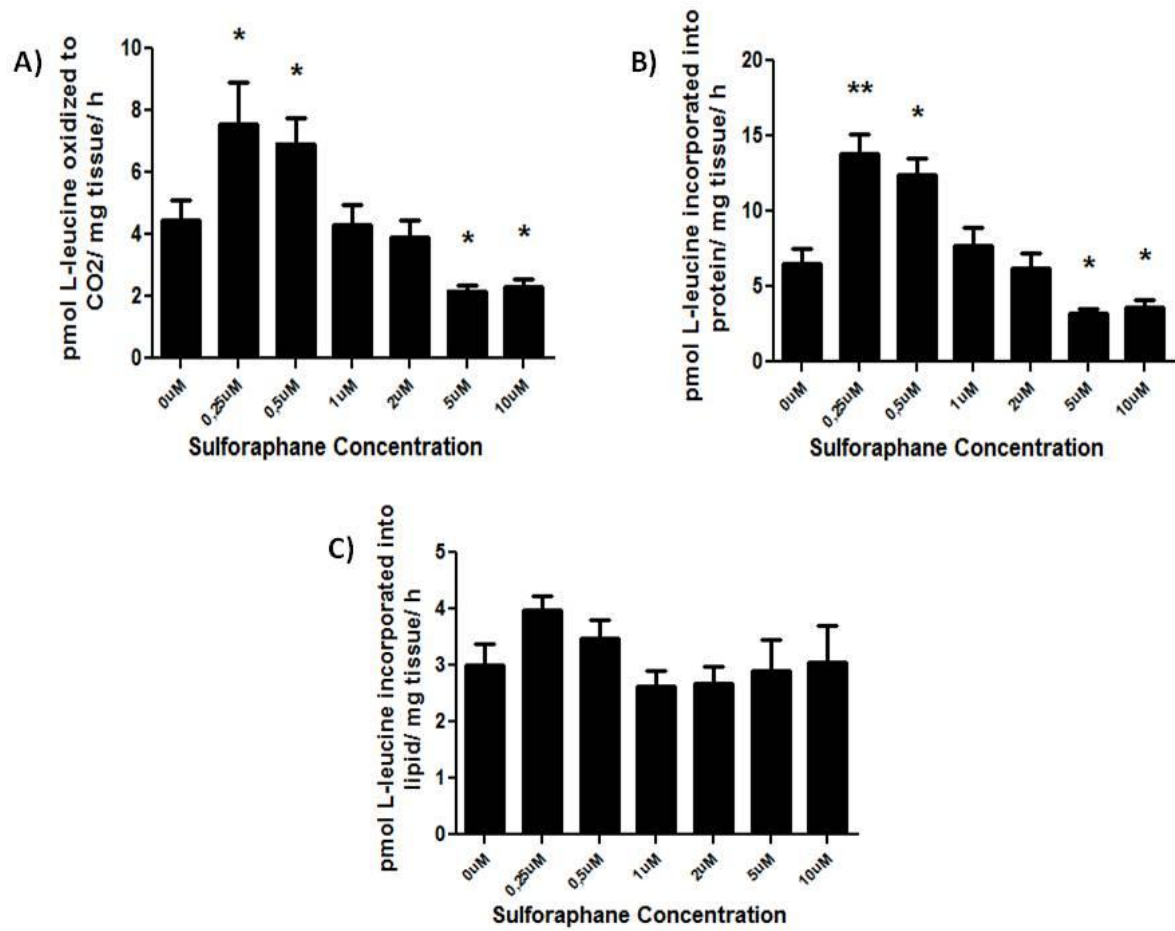 A)
pmol L-leucine oxidized to
CO2/ mg tissue/ h
10
8
6
4
2
0
*
*
*
*
0uM
0,25uM
0,5uM
1uM
2uM
5uM
10uM
Sulforaphane Concentration
B)
pmol L-leucine incorporated into
protein/ mg tissue/ h
20
15
10
5
0
**
*
*
*
0uM
0,25uM
0,5uM
1uM
2uM
5uM
10uM
Sulforaphane Concentration
C)
pmol L-leucine incorporated into
lipid/ mg tissue/ h
5
4
3
2
1
0
0uM
0,25uM
0,5uM
1uM
2uM
5uM
10uM
Sulforaphane Concentration